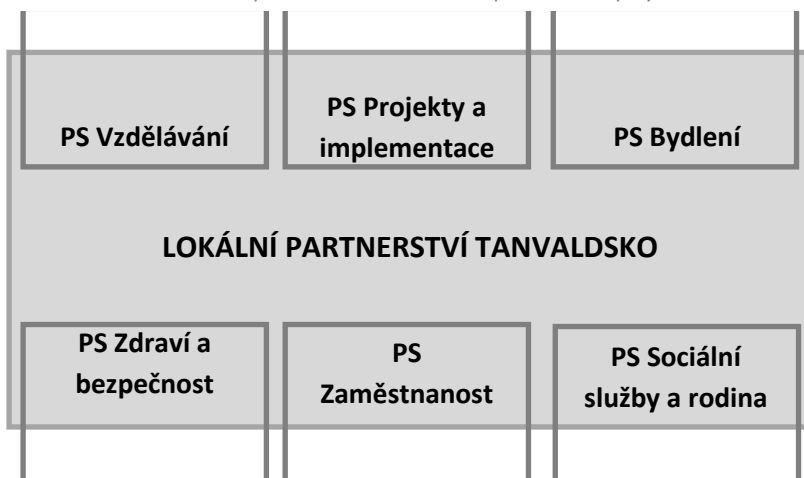 PS Vzdělávání
PS Projekty a
implementace
PS Bydlení
LOKÁLNÍ PARTNERSTVÍ TANVALDSKO
PS Zdraví a
bezpečnost
PS
Zaměstnanost
PS Sociální
služby a rodina